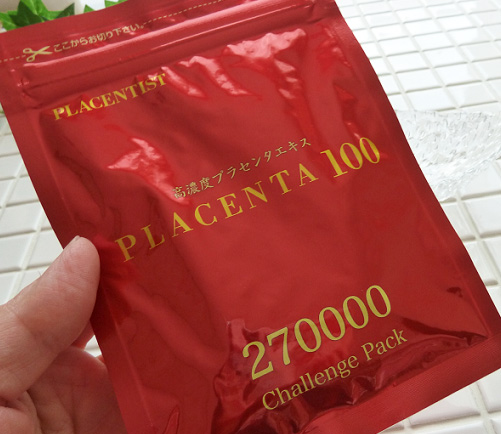 ここからお切り下さい。
PLACENTIST
高濃度プラセンタエキス
PLACENTA 100
270000
Challenge Pack